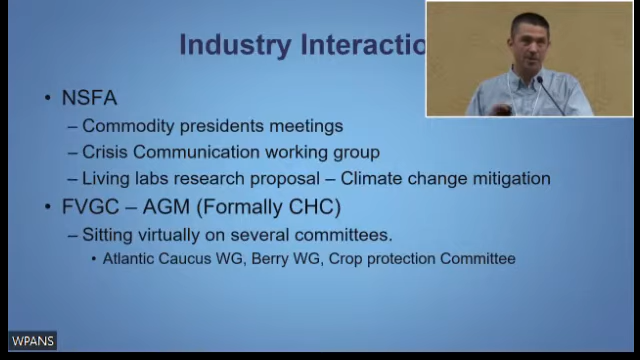 Industry Interactio
• NSFA
– Commodity presidents meetings
– Crisis Communication working group
– Living labs research proposal – Climate change mitigation
• FVGC – AGM (Formally CHC)
– Sitting virtually on several committees.
• Atlantic Caucus WG, Berry WG, Crop protection Committee
WPANS